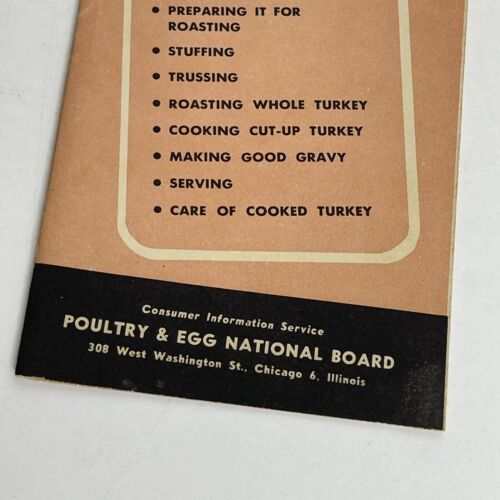 • PREPARING IT FOR
ROASTING
• STUFFING
• TRUSSING
• ROASTING WHOLE TURKEY
• COOKING CUT-UP TURKEY
• MAKING GOOD GRAVY
• SERVING
• CARE OF COOKED TURKEY
Consumer Information Service
POULTRY & EGG NATIONAL BOARD
308 West Washington St., Chicago 6, Illinois